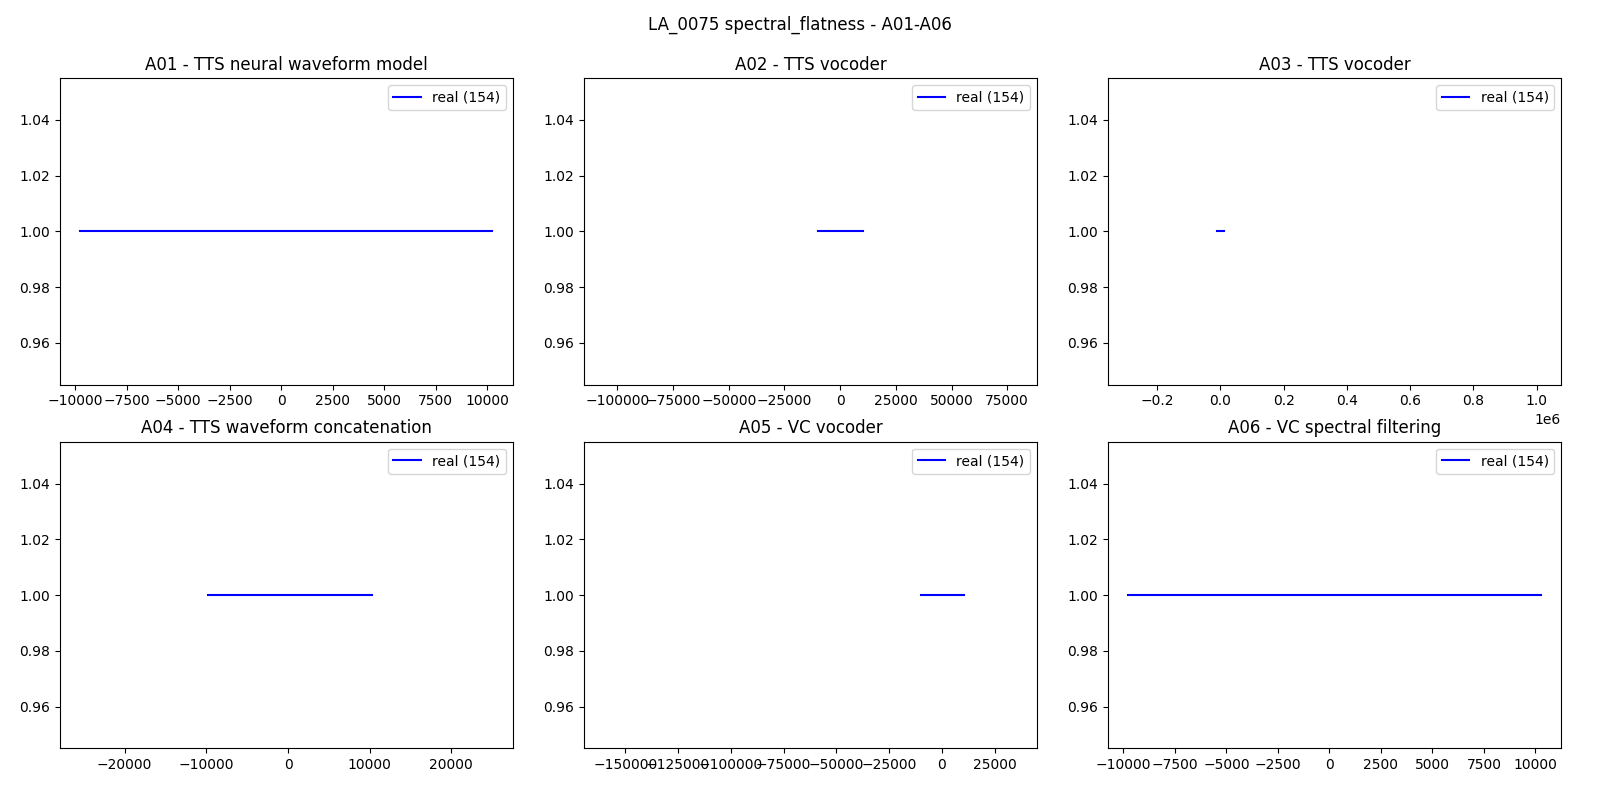 LA_0075 spectral_flatness - A01-A06
A01 - TTS neural waveform model
real (154)
1.04
1.02
1.00
0.98
0.96
−10000 −7500 −5000 −2500 0 2500 5000 7500 10000
A02 - TTS vocoder
real (154)
1.04
1.02
1.00
0.98
0.96
−100000 −75000 −50000 −25000 0 25000 50000 75000
A03 - TTS vocoder
real (154)
1.04
1.02
1.00
0.98
0.96
−0.2 0.0 0.2 0.4 0.6 0.8 1.0
1e6
A04 - TTS waveform concatenation
real (154)
1.04
1.02
1.00
0.98
0.96
−20000 −10000 0 10000 20000
A05 - VC vocoder
real (154)
1.04
1.02
1.00
0.98
0.96
−150000 −125000 −100000 −75000 −50000 −25000 0 25000
A06 - VC spectral filtering
real (154)
1.04
1.02
1.00
0.98
0.96
−10000 −7500 −5000 −2500 0 2500 5000 7500 10000